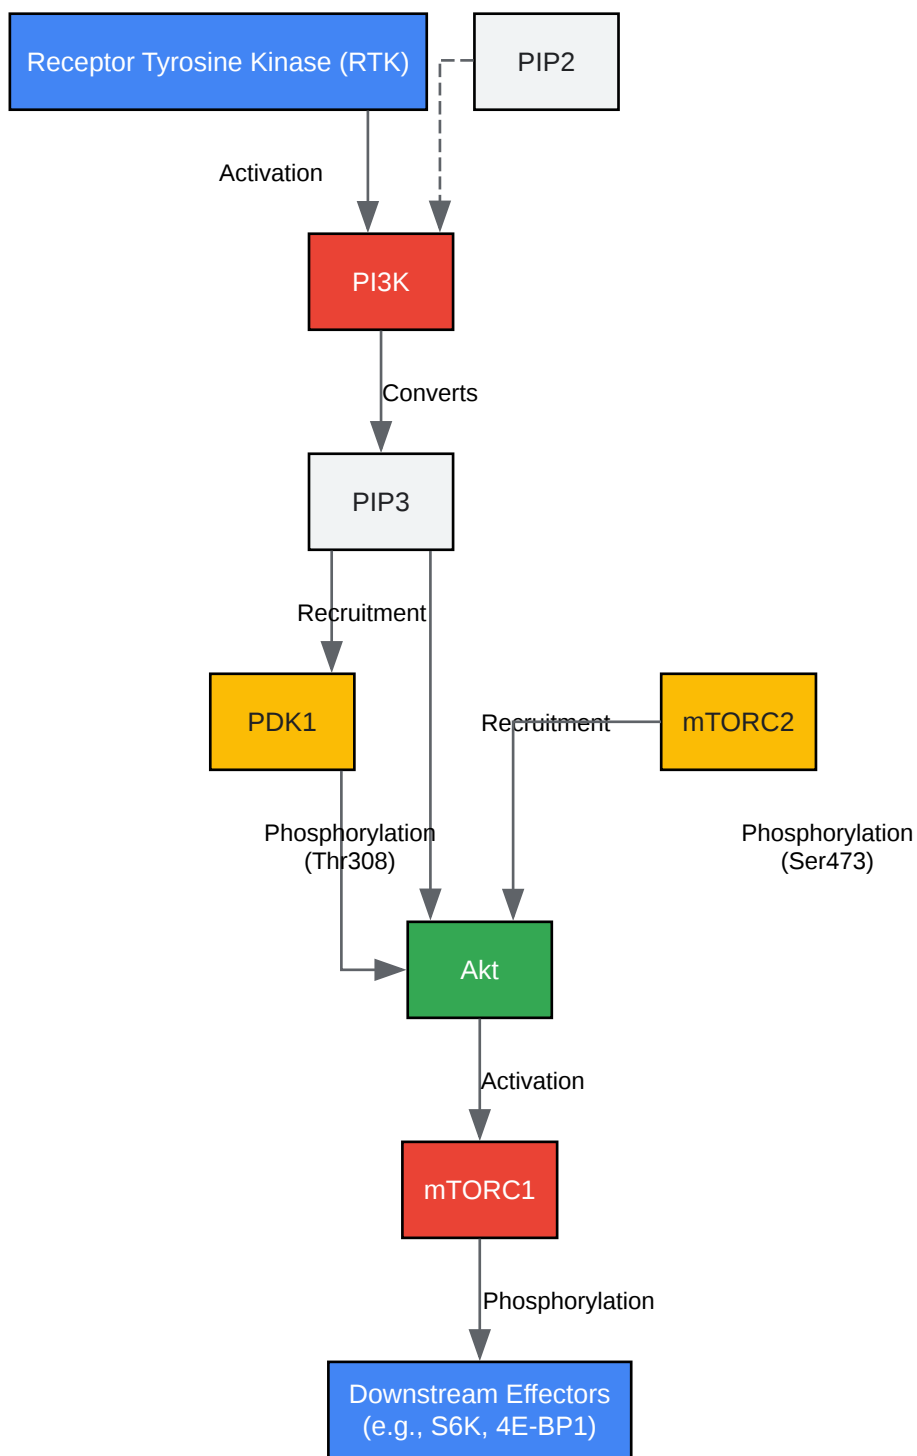 Receptor Tyrosine Kinase (RTK)
PIP2
Activation
PI3K
Converts
PIP3
Recruitment
PDK1
Recruitment
mTORC2
Phosphorylation
(Thr308)
Phosphorylation
(Ser473)
Akt
Activation
mTORC1
Phosphorylation
Downstream Effectors
(e.g., S6K, 4E-BP1)